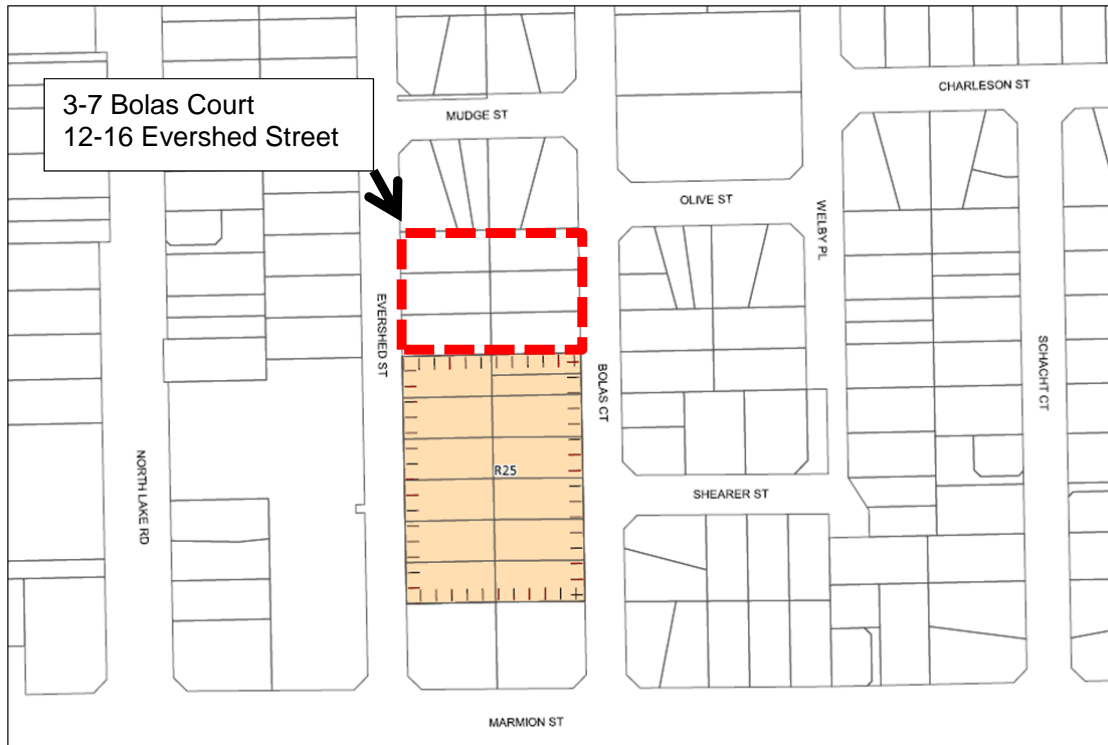 3-7 Bolas Court
12-16 Evershed Street
MUDGE ST
CHARLESON ST
OLIVE ST
WELBY PL
EVERSHED ST
BOLAS CT
SCHACHT CT
NORTH LAKE RD
R25
SHEARER ST
MARMION ST